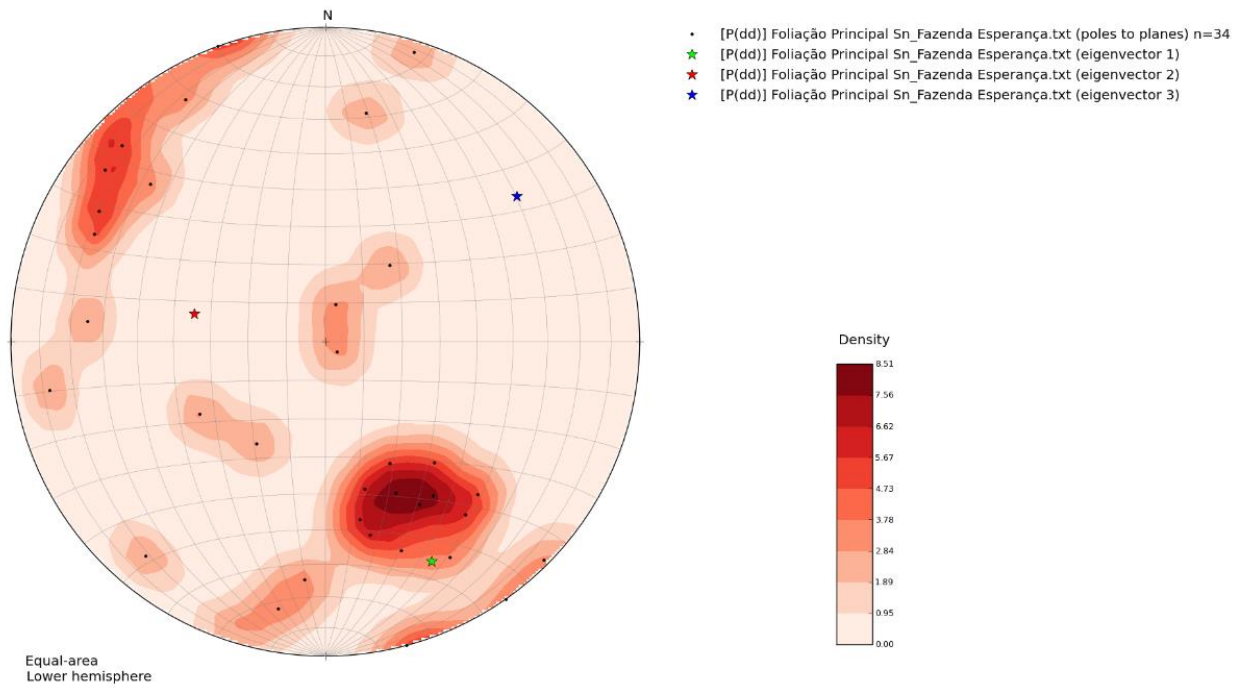 N
[P(dd)] Foliação Principal Sn_Fazenda Esperança.txt (poles to planes) n=34
[P(dd)] Foliação Principal Sn_Fazenda Esperança.txt (eigenvector 1)
[P(dd)] Foliação Principal Sn_Fazenda Esperança.txt (eigenvector 2)
[P(dd)] Foliação Principal Sn_Fazenda Esperança.txt (eigenvector 3)
Density
8.51
7.56
6.62
5.67
4.73
3.78
2.84
1.89
0.95
0.00
Equal-area
Lower hemisphere